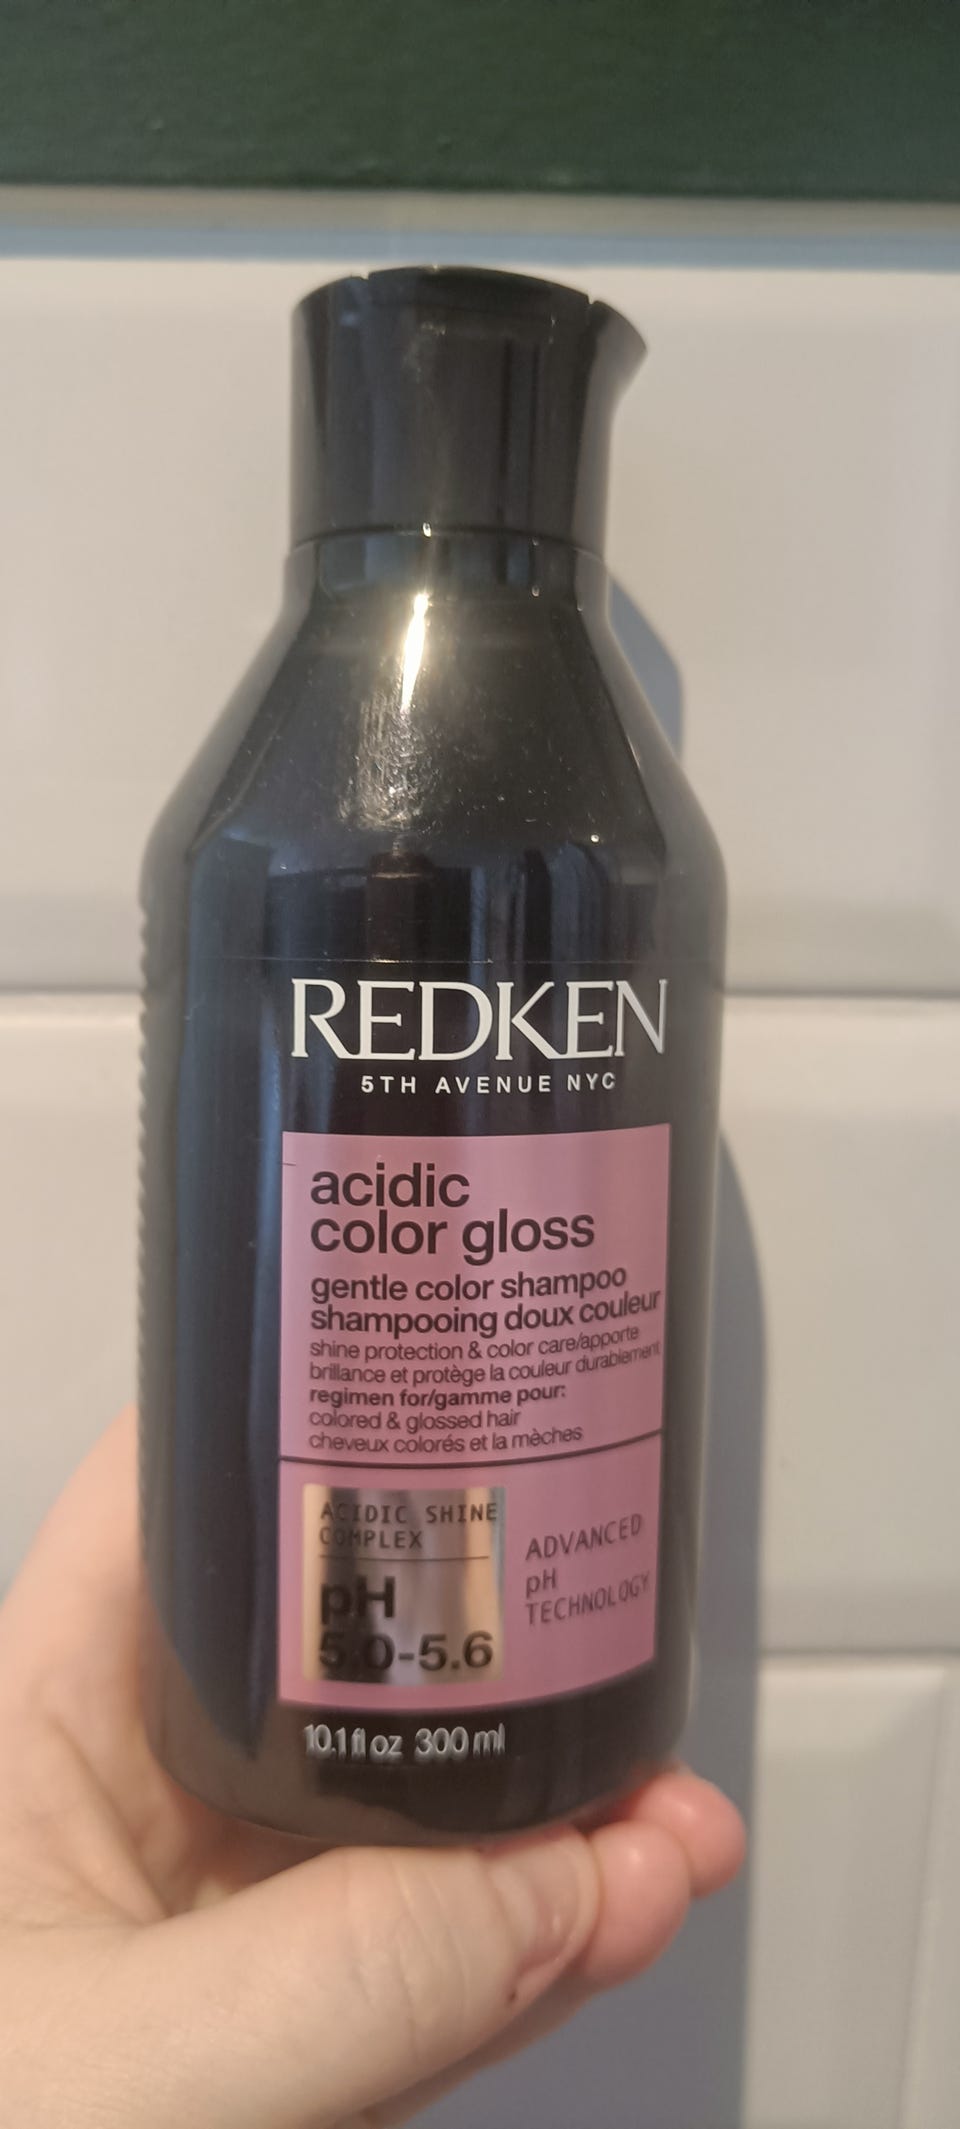 REDKEN
5TH AVENUE NYC
acidic
color gloss
gentle color shampoo
shampooing doux couleur
shine protection & color care/apporte
brillance et protège la couleur durablement
regimen for/gamme pour:
colored & glossed hair
cheveux colorés et la mèches
ACIDIC SHINE
COMPLEX
pH
5.0-5.6
ADVANCED
pH
TECHNOLOGY
10.1 fl oz 300 ml